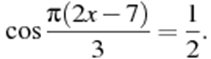 cos π(2x − 7)/3 = 1/2.